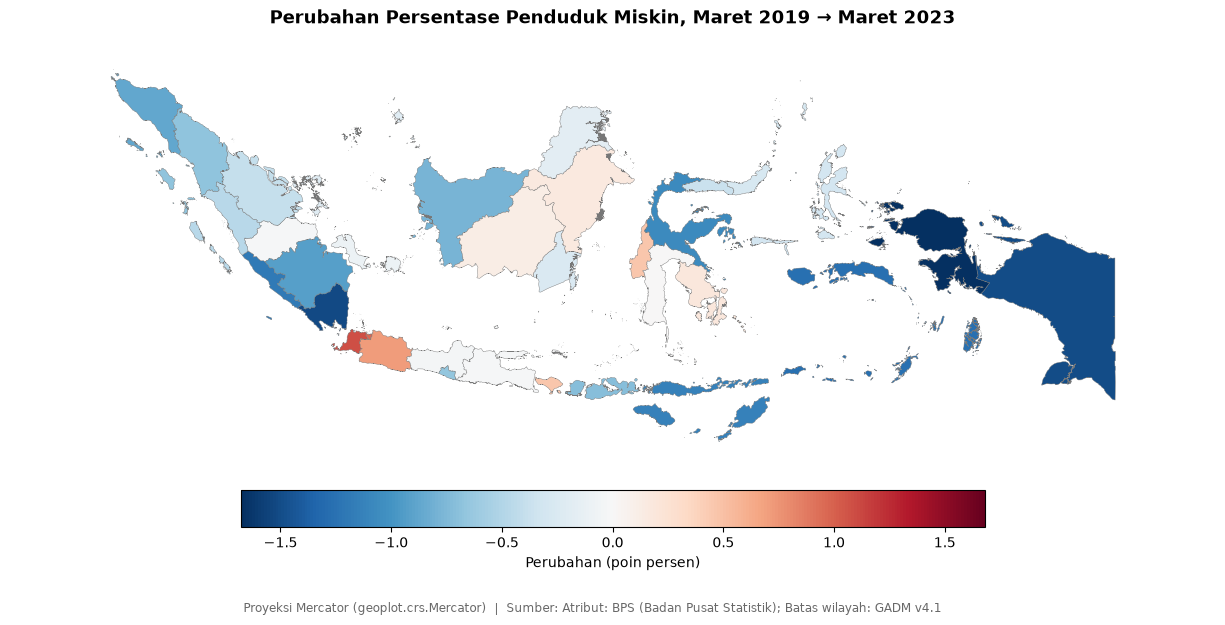 Perubahan Persentase Penduduk Miskin, Maret 2019 → Maret 2023
−1.5 −1.0 −0.5 0.0 0.5 1.0 1.5
Perubahan (poin persen)
Proyeksi Mercator (geoplot.crs.Mercator) | Sumber: Atribut: BPS (Badan Pusat Statistik); Batas wilayah: GADM v4.1